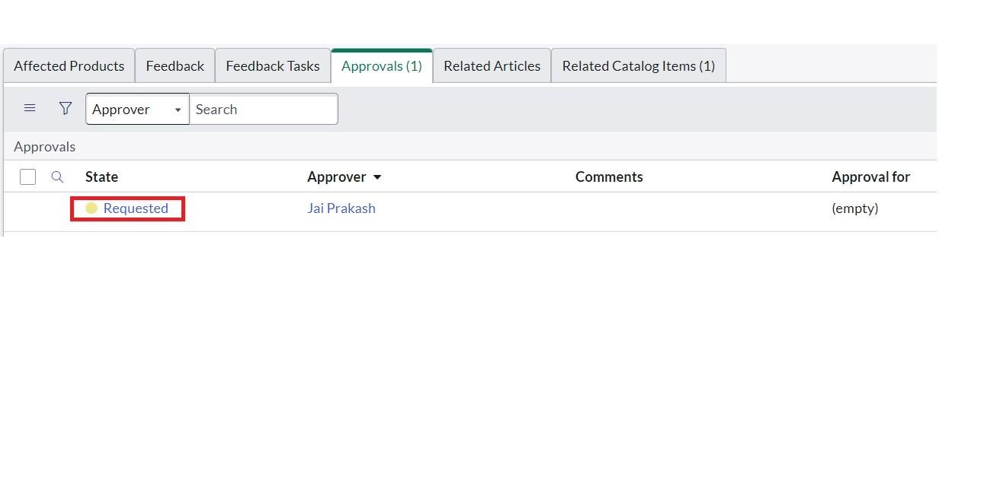 Affected Products Feedback Feedback Tasks Approvals (1) Related Articles Related Catalog Items (1)
Approver Search
Approvals
State Approver Comments Approval for
Requested Jai Prakash (empty)